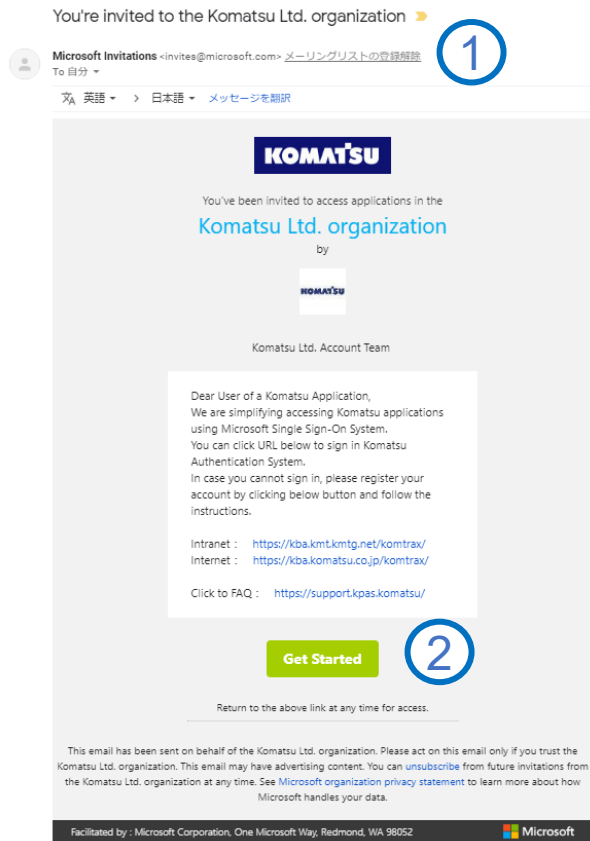 You're invited to the Komatsu Ltd. organization
Microsoft Invitations <invites@microsoft.com> メーリングリストの登録解除
1
To 自分
文A 英語 > 日本語 メッセージを翻訳
KOMATSU
You've been invited to access applications in the
Komatsu Ltd. organization
by
KOMATSU
Komatsu Ltd. Account Team
Dear User of a Komatsu Application,
We are simplifying accessing Komatsu applications
using Microsoft Single Sign-On System.
You can click URL below to sign in Komatsu
Authentication System.
In case you cannot sign in, please register your
account by clicking below button and follow the
instructions.
Intranet : https://kba.kmt.kmtg.net/komtrax/
Internet : https://kba.komatsu.co.jp/komtrax/
Click to FAQ : https://support.kpas.komatsu/
Get Started
2
Return to the above link at any time for access.
This email has been sent on behalf of the Komatsu Ltd. organization. Please act on this email only if you trust the
Komatsu Ltd. organization. This email may have advertising content. You can unsubscribe from future invitations from
the Komatsu Ltd. organization at any time. See Microsoft organization privacy statement to learn more about how
Microsoft handles your data.
Facilitated by : Microsoft Corporation, One Microsoft Way, Redmond, WA 98052 Microsoft